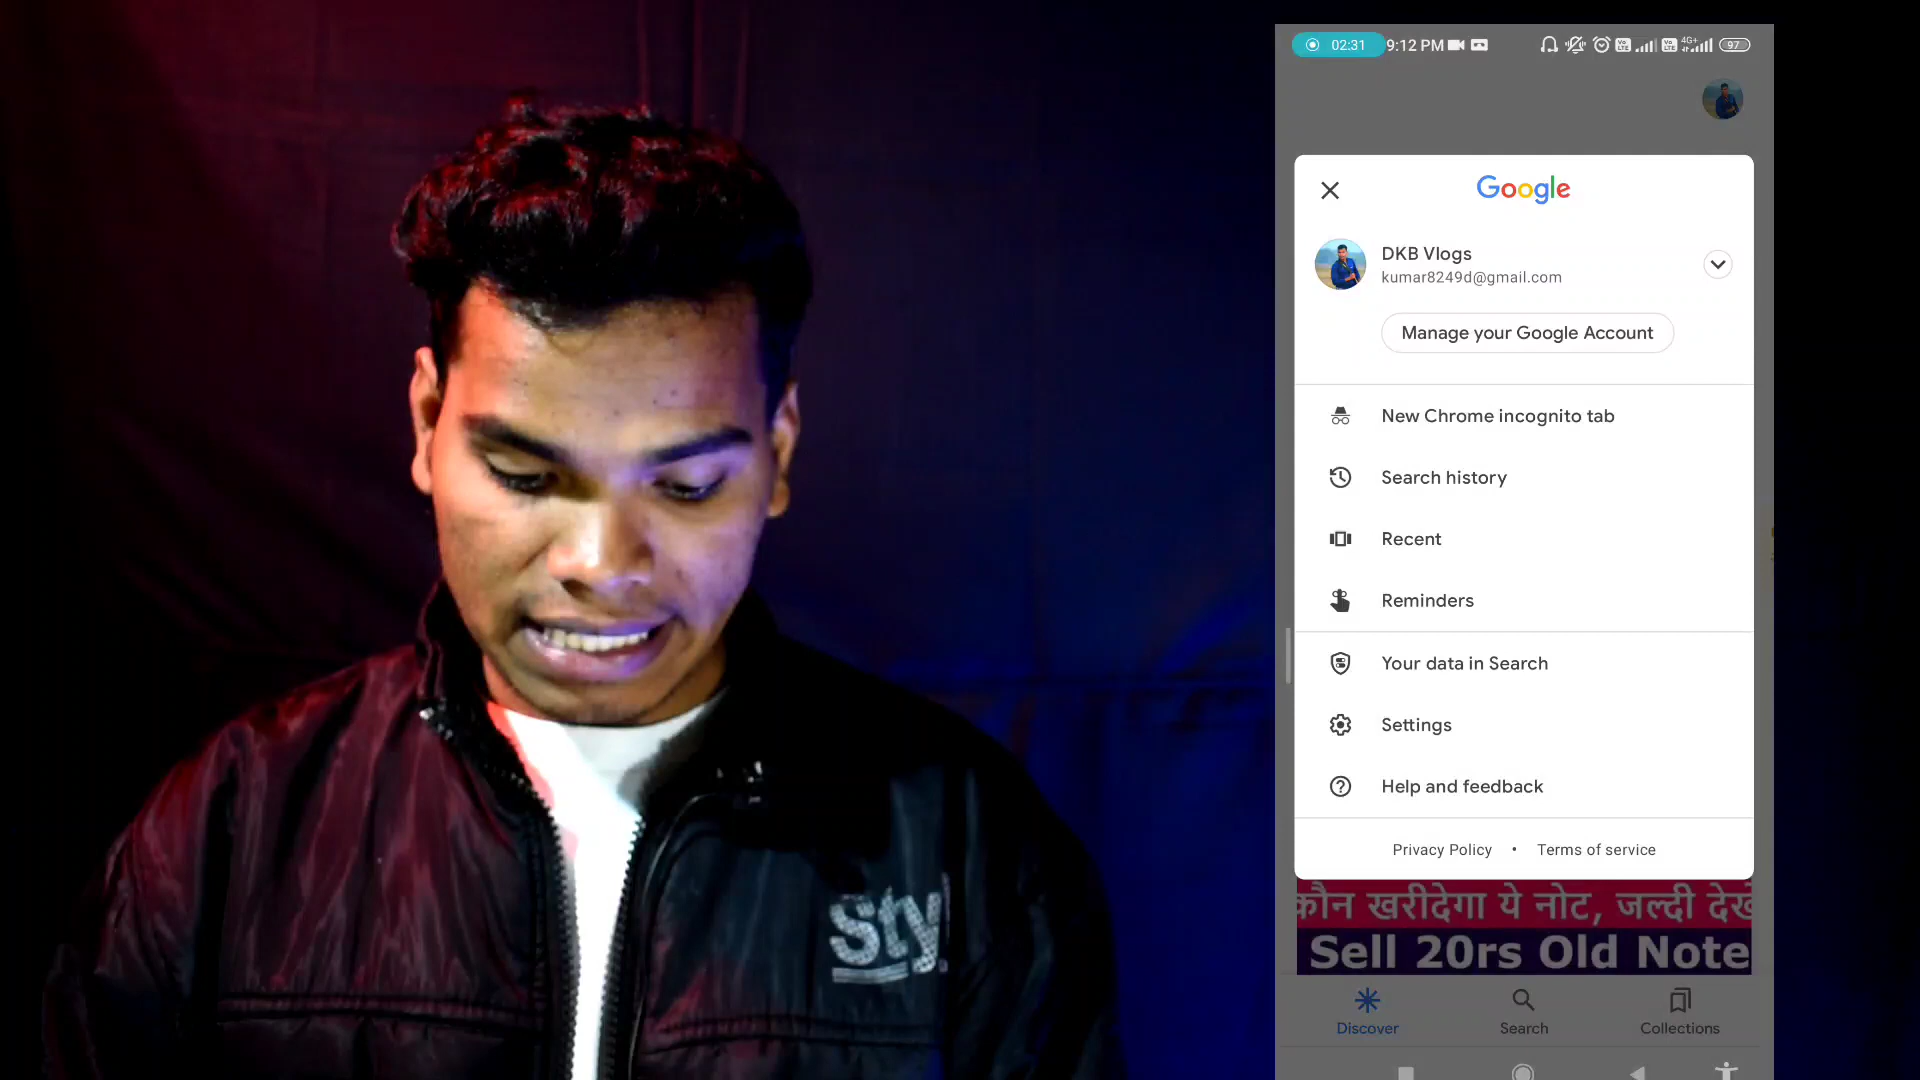 02:31 9:12 PM 4G+ 97
Google
DKB Vlogs
kumar8249d@gmail.com
Manage your Google Account
New Chrome incognito tab
Search history
Recent
Reminders
Your data in Search
Settings
Help and feedback
Privacy Policy • Terms of service
कौन खरीदेगा ये नोट, जल्दी देखे
Sell 20rs Old Note
Discover Search Collections
Sty